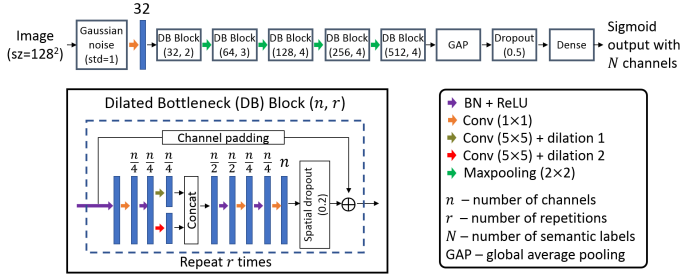 32
Image
(sz=128²)
Gaussian
noise
(std=1)
DB Block
(32, 2)
DB Block
(64, 3)
DB Block
(128, 4)
DB Block
(256, 4)
DB Block
(512, 4)
GAP
Dropout
(0.5)
Dense
Sigmoid
output with
N channels
Dilated Bottleneck (DB) Block (n, r)
Channel padding
n/4 n/4 n/4 n/2 n/2 n/4 n/4 n
Concat
Spatial dropout
(0.2)
Repeat r times
BN + ReLU
Conv (1×1)
Conv (5×5) + dilation 1
Conv (5×5) + dilation 2
Maxpooling (2×2)
n – number of channels
r – number of repetitions
N – number of semantic labels
GAP – global average pooling